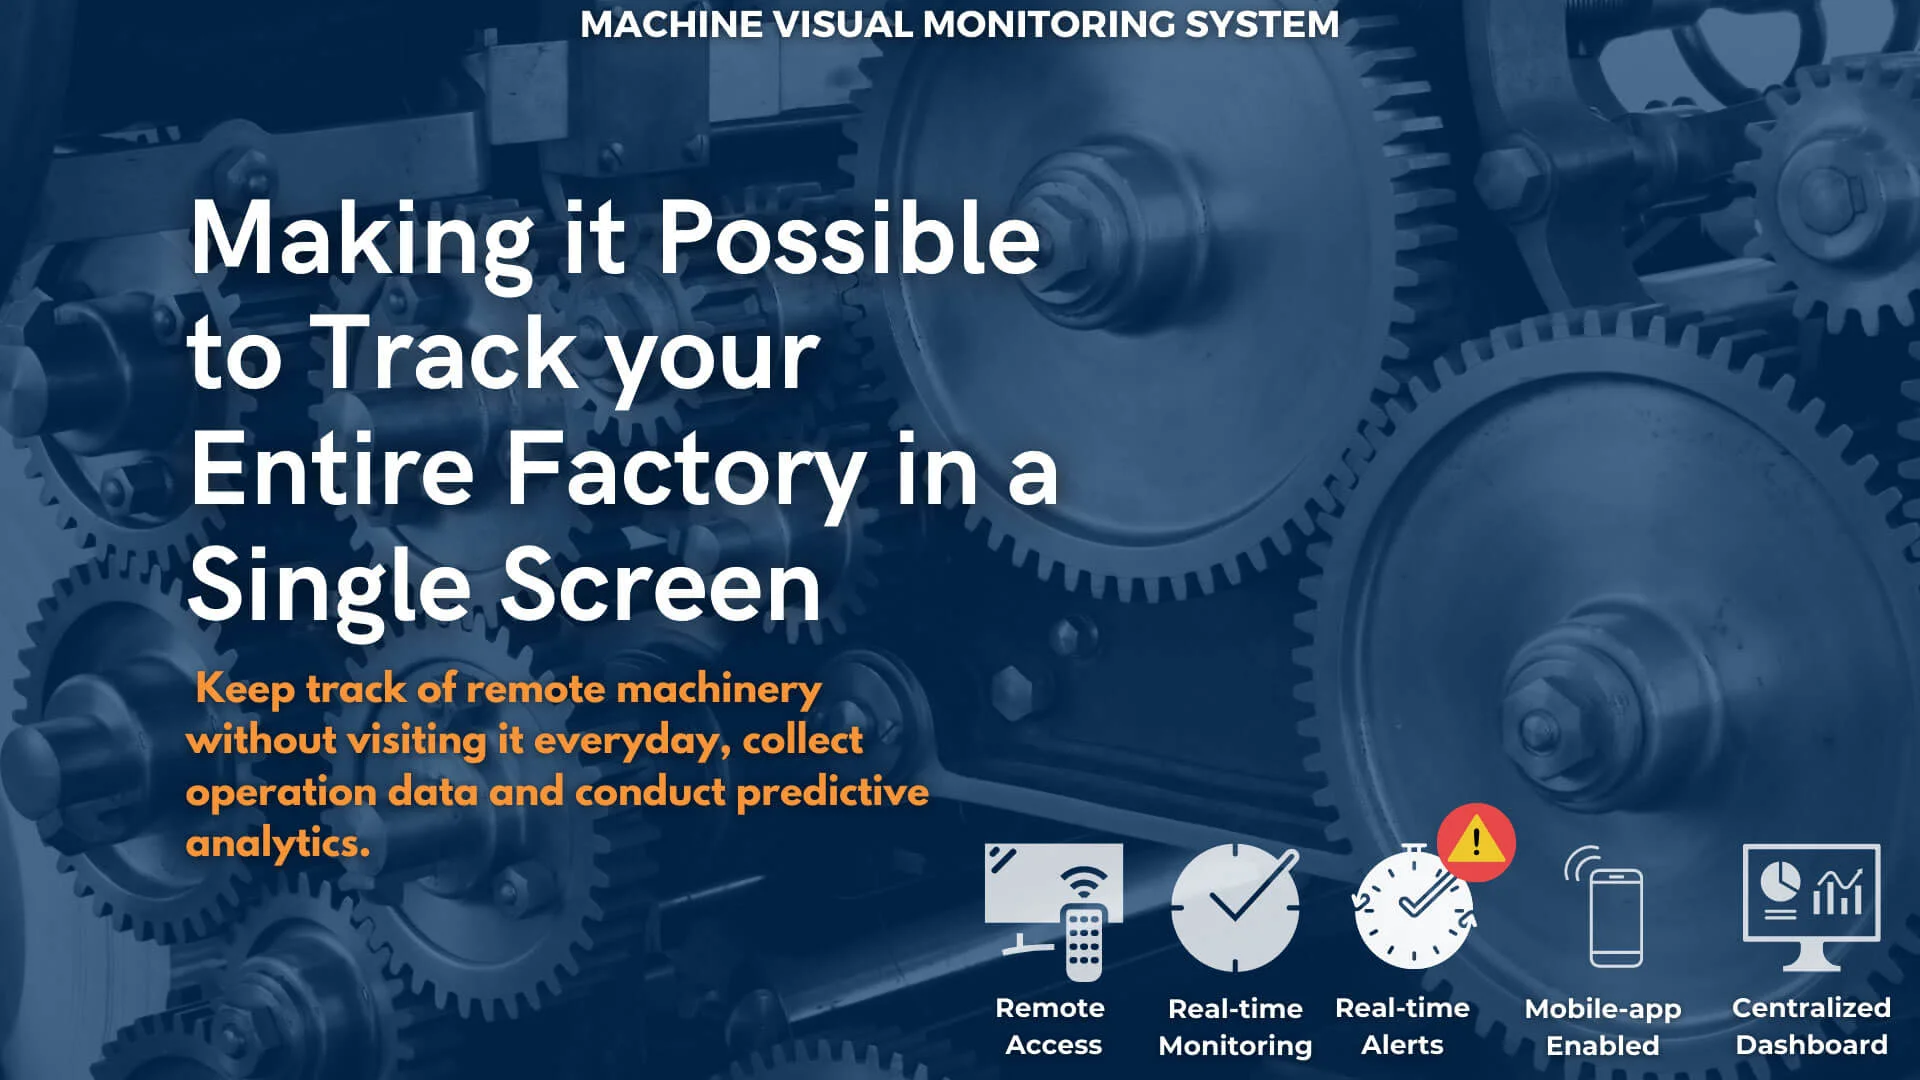 MACHINE VISUAL MONITORING SYSTEM
Making it Possible
to Track your
Entire Factory in a
Single Screen
Keep track of remote machinery
without visiting it everyday, collect
operation data and conduct predictive
analytics.
Remote
Access
Real-time
Monitoring
Real-time
Alerts
Mobile-app
Enabled
Centralized
Dashboard